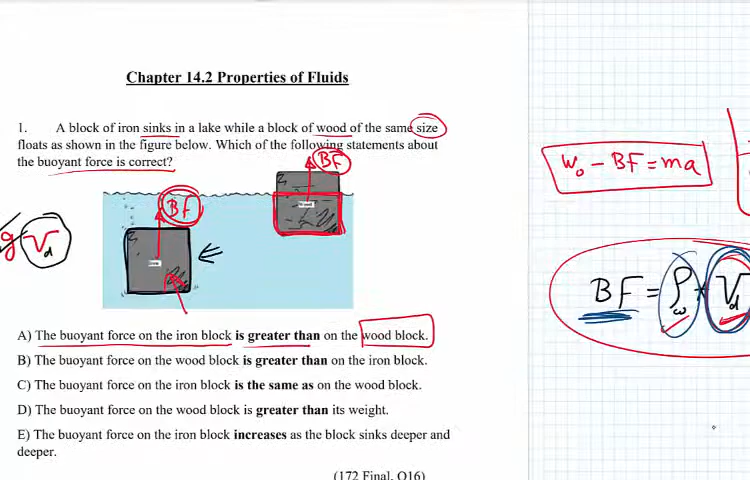 Chapter 14.2 Properties of Fluids
1. A block of iron sinks in a lake while a block of wood of the same size
floats as shown in the figure below. Which of the following statements about
the buoyant force is correct?
BF
BF
g Vd
W₀ - BF = ma
BF = ρw * Vd
A) The buoyant force on the iron block is greater than on the wood block.
B) The buoyant force on the wood block is greater than on the iron block.
C) The buoyant force on the iron block is the same as on the wood block.
D) The buoyant force on the wood block is greater than its weight.
E) The buoyant force on the iron block increases as the block sinks deeper and
deeper.
(172 Final, Q16)